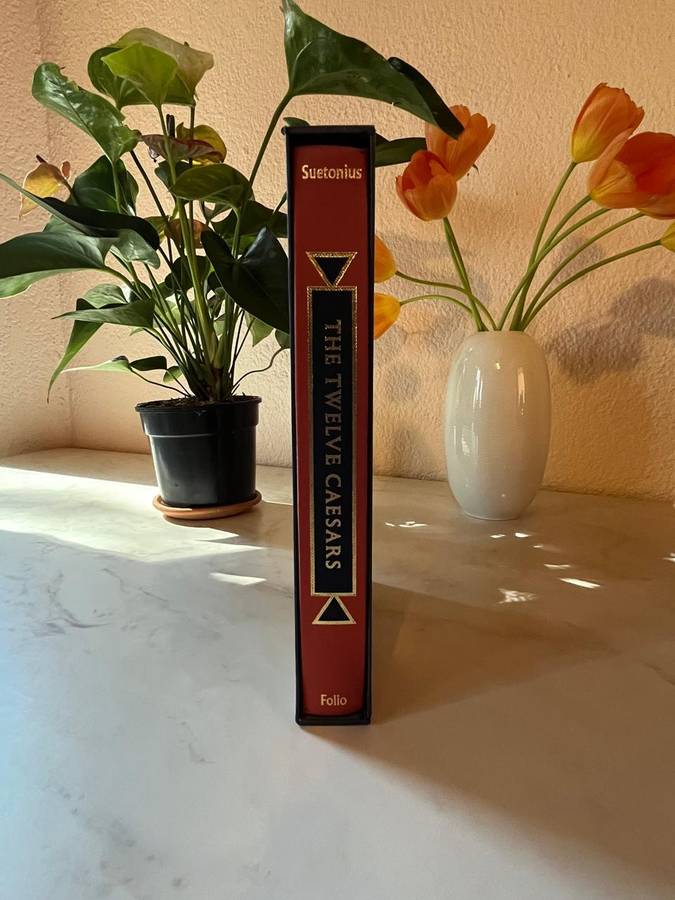 Suetonius
THE TWELVE CAESARS
Folio